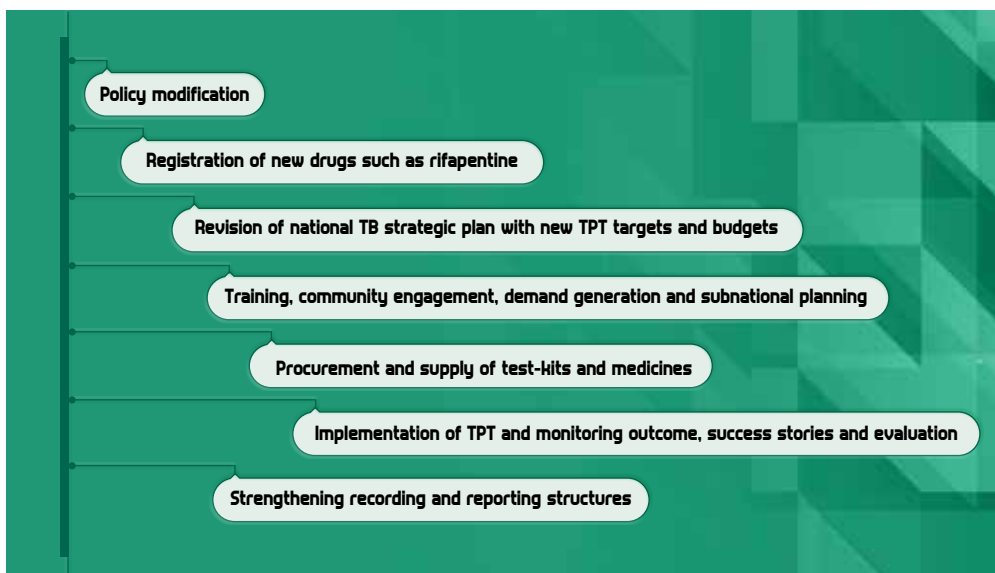 Policy modification
Registration of new drugs such as rifapentine
Revision of national TB strategic plan with new TPT targets and budgets
Training, community engagement, demand generation and subnational planning
Procurement and supply of test-kits and medicines
Implementation of TPT and monitoring outcome, success stories and evaluation
Strengthening recording and reporting structures